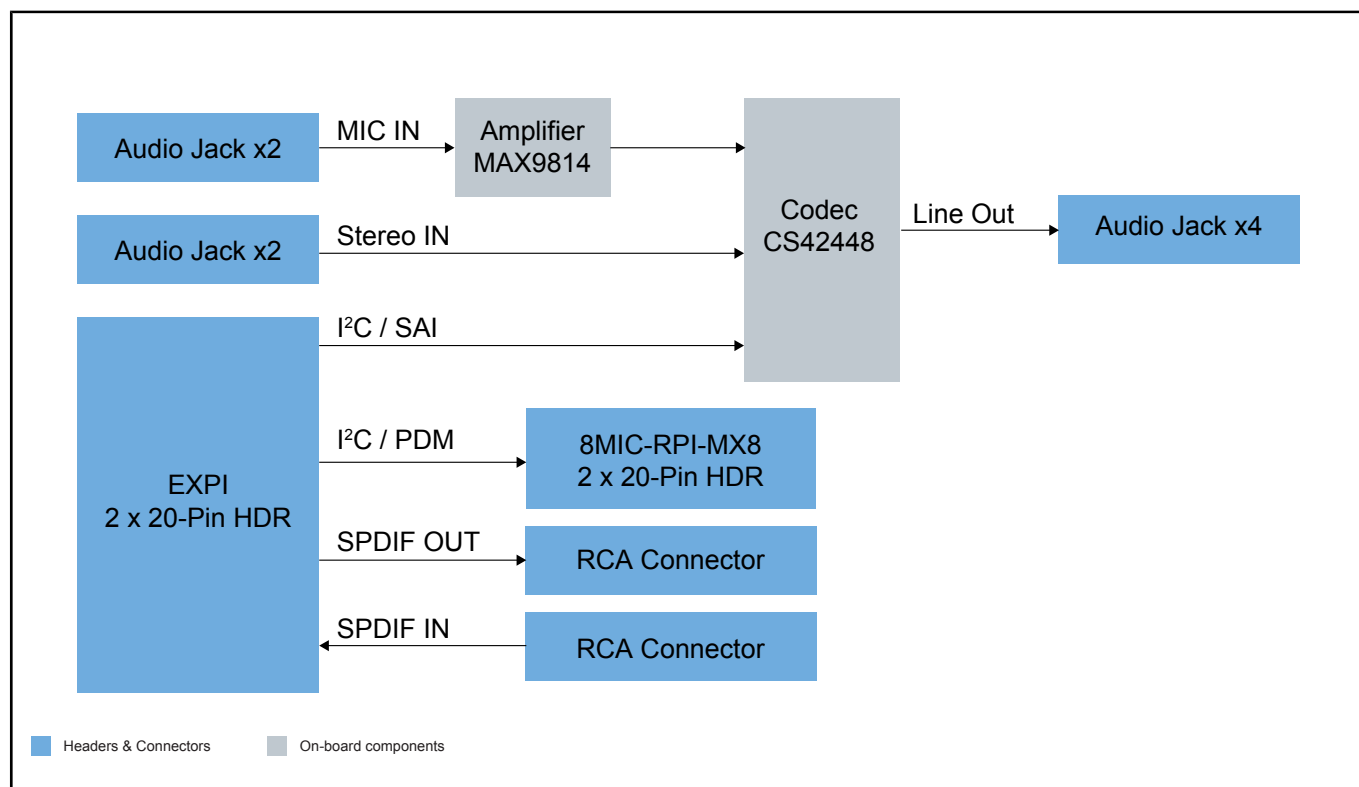 Audio Jack x2
MIC IN
Amplifier
MAX9814
Audio Jack x2
Stereo IN
Codec
CS42448
Line Out
Audio Jack x4
EXPI
2 x 20-Pin HDR
I²C / SAI
I²C / PDM
8MIC-RPI-MX8
2 x 20-Pin HDR
SPDIF OUT
RCA Connector
SPDIF IN
RCA Connector
Headers & Connectors
On-board components